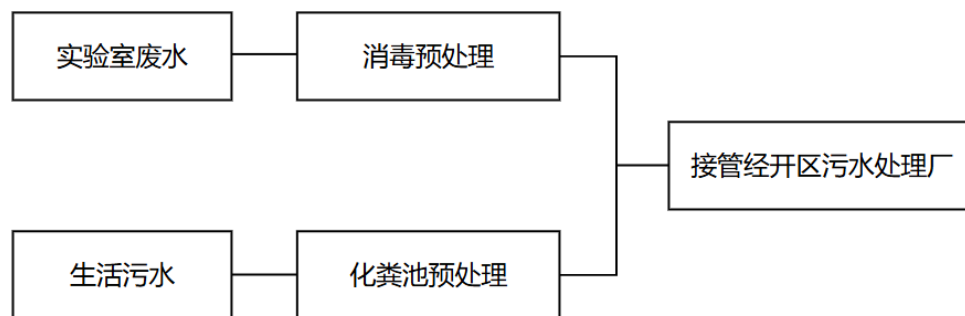 实验室废水
消毒预处理
接管经开区污水处理厂
生活污水
化粪池预处理